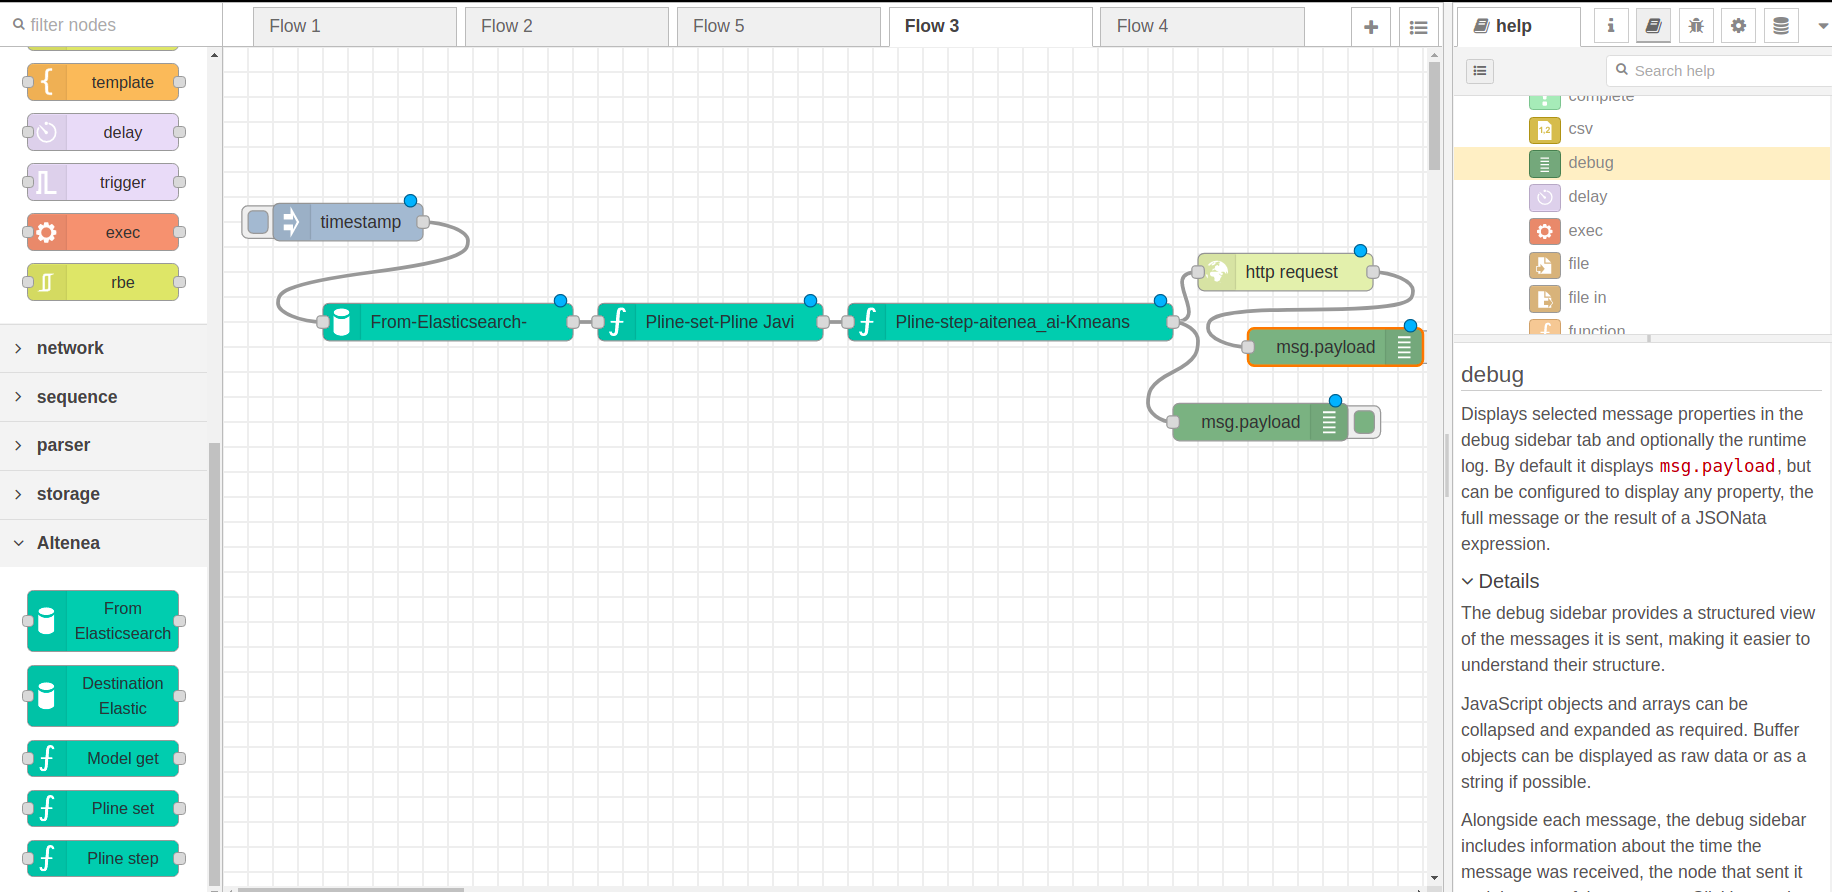 filter nodes
Flow 1
Flow 2
Flow 5
Flow 3
Flow 4
help
Search help
template
delay
trigger
exec
rbe
network
sequence
parser
storage
AItenea
From
Elasticsearch
Destination
Elastic
Model get
Pline set
Pline step
timestamp
From-Elasticsearch-
Pline-set-Pline Javi
Pline-step-aitenea_ai-Kmeans
http request
msg.payload
msg.payload
complete
csv
debug
delay
exec
file
file in
function
debug
Displays selected message properties in the
debug sidebar tab and optionally the runtime
log. By default it displays msg.payload, but
can be configured to display any property, the
full message or the result of a JSONata
expression.
Details
The debug sidebar provides a structured view
of the messages it is sent, making it easier to
understand their structure.
JavaScript objects and arrays can be
collapsed and expanded as required. Buffer
objects can be displayed as raw data or as a
string if possible.
Alongside each message, the debug sidebar
includes information about the time the
message was received, the node that sent it